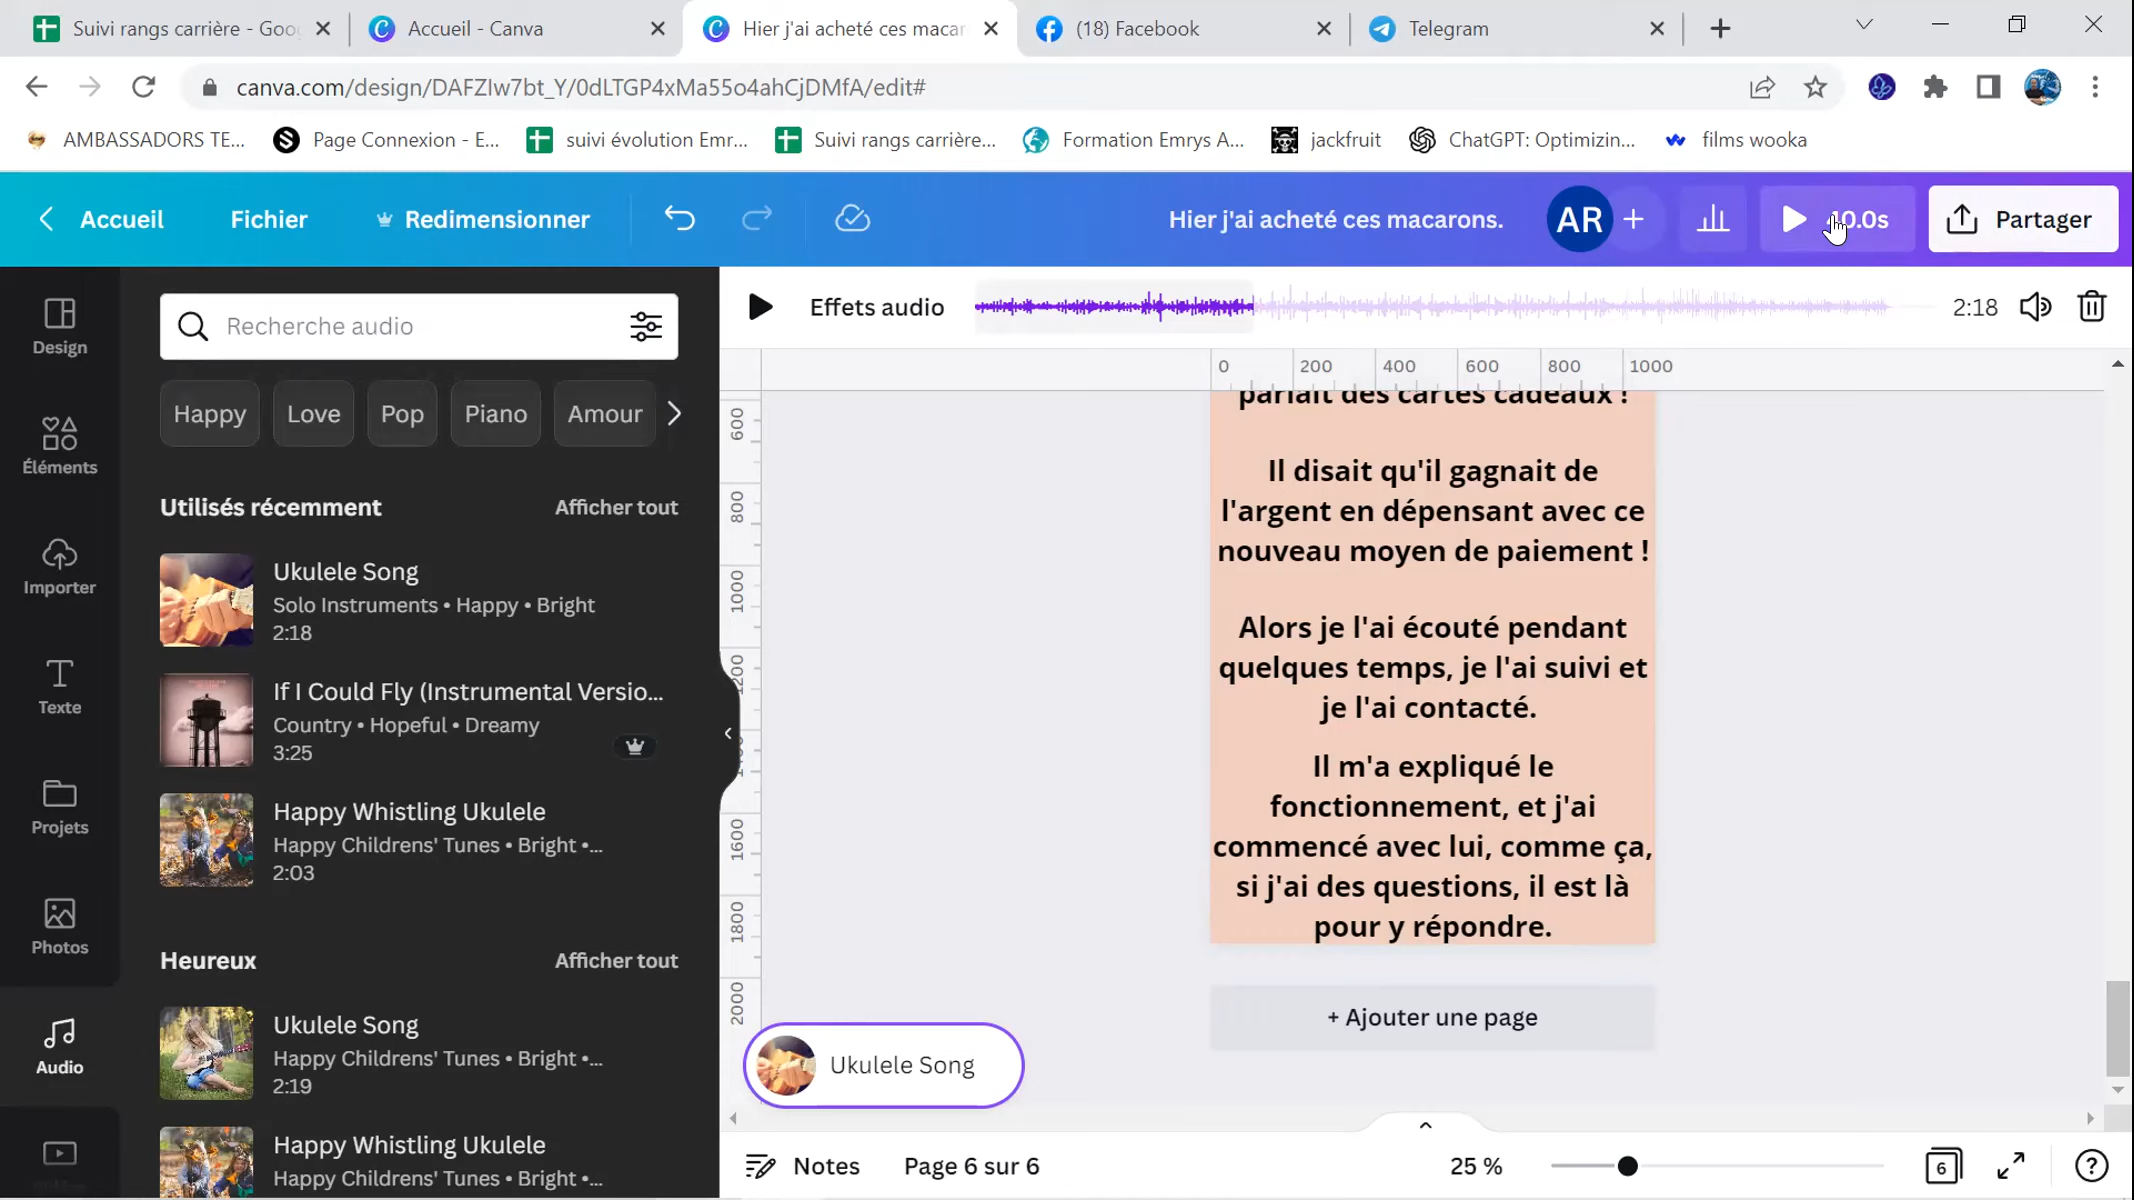 Suivi rangs carrière - Goo
Accueil - Canva
Hier j'ai acheté ces macar
(18) Facebook
Telegram
canva.com/design/DAFZIw7bt_Y/0dLTGP4xMa55o4ahCjDMfA/edit#
AMBASSADORS TE...
Page Connexion - E...
suivi évolution Emr...
Suivi rangs carrière...
Formation Emrys A...
jackfruit
ChatGPT: Optimizin...
films wooka
Accueil
Fichier
Redimensionner
Hier j'ai acheté ces macarons.
AR
Partager
Design
Éléments
Importer
Texte
Projets
Photos
Audio
Recherche audio
Happy
Love
Pop
Piano
Amour
Utilisés récemment
Afficher tout
Ukulele Song
Solo Instruments • Happy • Bright
2:18
If I Could Fly (Instrumental Versio...
Country • Hopeful • Dreamy
3:25
Happy Whistling Ukulele
Happy Childrens' Tunes • Bright •...
2:03
Heureux
Afficher tout
Ukulele Song
Happy Childrens' Tunes • Bright •...
2:19
Happy Whistling Ukulele
Happy Childrens' Tunes • Bright •...
Effets audio
2:18
0 200 400 600 800 1000
600
800
1000
1200
1600
1800
2000
parlait des cartes cadeaux !
Il disait qu'il gagnait de
l'argent en dépensant avec ce
nouveau moyen de paiement !
Alors je l'ai écouté pendant
quelques temps, je l'ai suivi et
je l'ai contacté.
Il m'a expliqué le
fonctionnement, et j'ai
commencé avec lui, comme ça,
si j'ai des questions, il est là
pour y répondre.
+ Ajouter une page
Ukulele Song
Notes
Page 6 sur 6
25 %
6